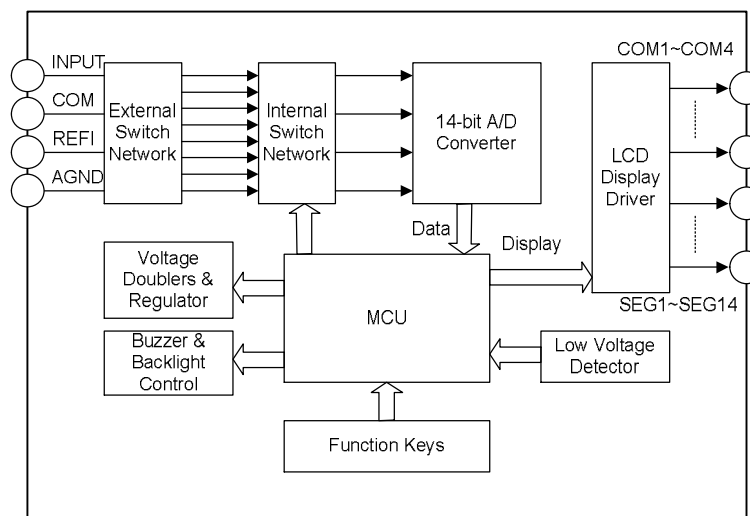 INPUT
COM
REFI
AGND
External
Switch
Network
Internal
Switch
Network
14-bit A/D
Converter
COM1~COM4
LCD
Display
Driver
SEG1~SEG14
Data
Display
Voltage
Doublers &
Regulator
MCU
Buzzer &
Backlight
Control
Low Voltage
Detector
Function Keys